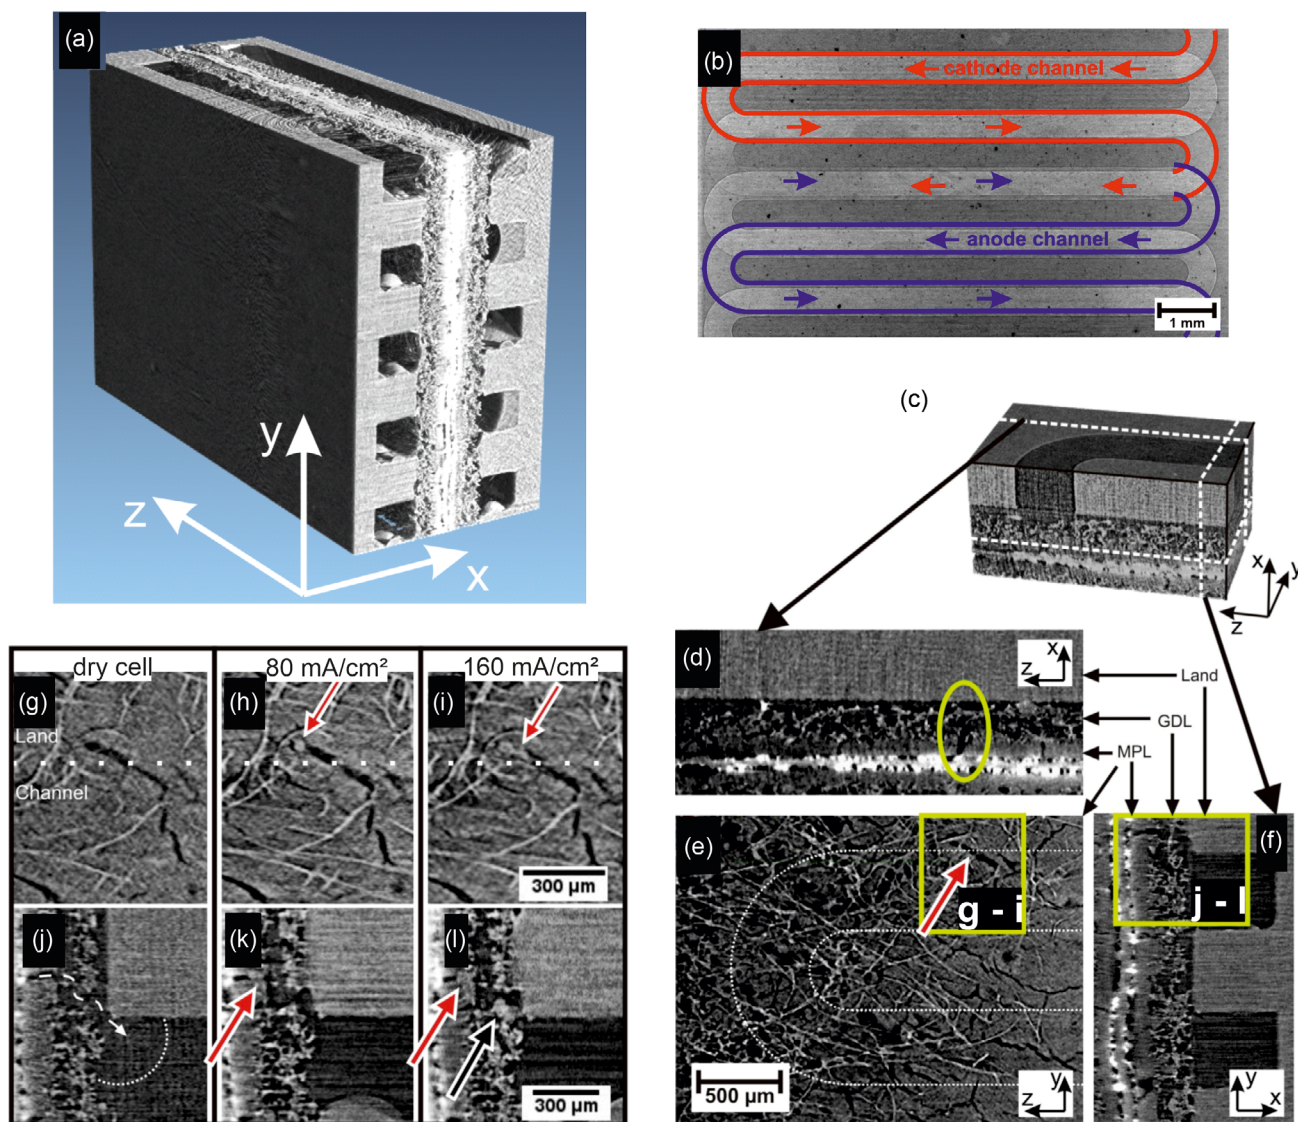 (a)
y
z
x
(b)
cathode channel
anode channel
1 mm
(c)
x
y
z
(d)
x
z
Land
GDL
MPL
(e)
g - i
500 µm
y
z
(f)
j - l
y
x
dry cell
80 mA/cm²
160 mA/cm²
(g)
(h)
(i)
Land
Channel
300 µm
(j)
(k)
(l)
300 µm